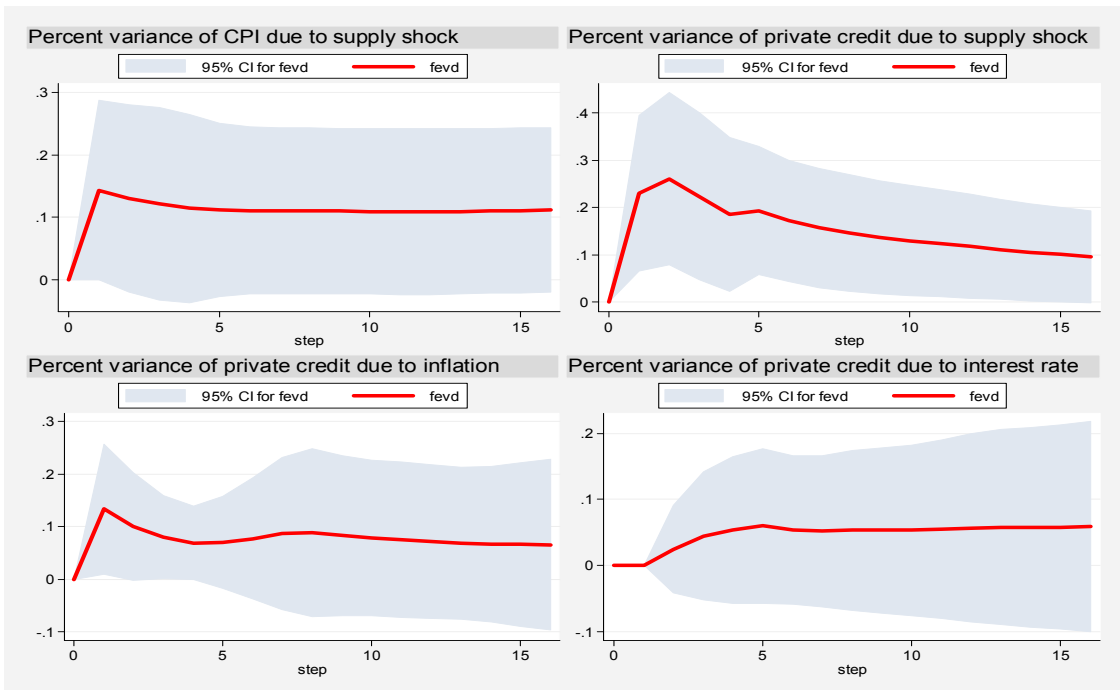 Percent variance of CPI due to supply shock
95% CI for fevd fevd
.3
.2
.1
0
0 5 10 15
step
Percent variance of private credit due to supply shock
95% CI for fevd fevd
.4
.3
.2
.1
0
0 5 10 15
step
Percent variance of private credit due to inflation
95% CI for fevd fevd
.3
.2
.1
0
-.1
0 5 10 15
step
Percent variance of private credit due to interest rate
95% CI for fevd fevd
.2
.1
0
-.1
0 5 10 15
step